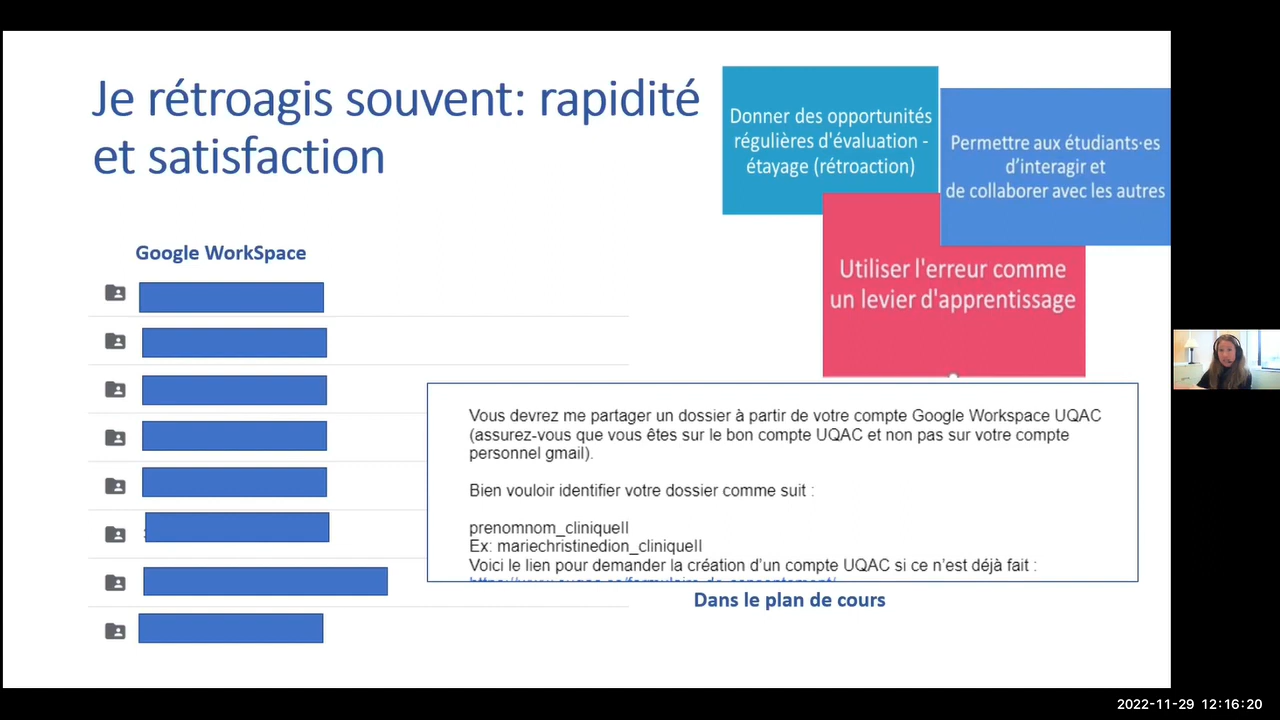 Je rétroagis souvent: rapidité
et satisfaction
Donner des opportunités
régulières d'évaluation -
étayage (rétroaction)
Permettre aux étudiants·es
d’interagir et
de collaborer avec les autres
Utiliser l'erreur comme
un levier d'apprentissage
Google WorkSpace
Vous devrez me partager un dossier à partir de votre compte Google Workspace UQAC
(assurez-vous que vous êtes sur le bon compte UQAC et non pas sur votre compte
personnel gmail).
Bien vouloir identifier votre dossier comme suit :
prenomnom_cliniqueII
Ex: mariechristinedion_cliniqueII
Voici le lien pour demander la création d’un compte UQAC si ce n’est déjà fait :
Dans le plan de cours
2022-11-29 12:16:20